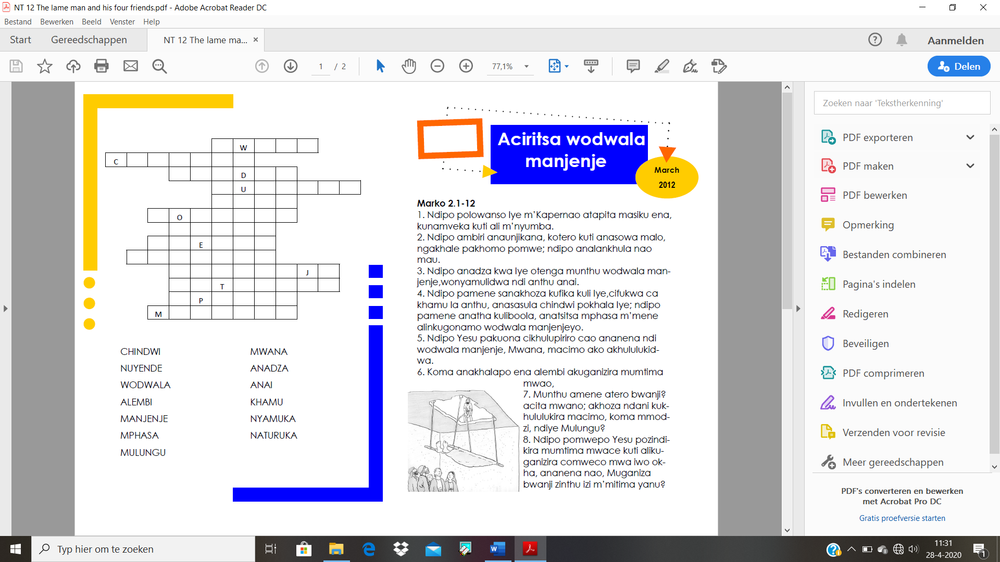 NT 12 The lame man and his four friends.pdf - Adobe Acrobat Reader DC
Bestand Bewerken Beeld Venster Help
Start Gereedschappen NT 12 The lame ma... × Aanmelden
1 / 2 77,1% Delen
W
C
D
U
O
E
J
T
P
M
CHINDWI MWANA
NUYENDE ANADZA
WODWALA ANAI
ALEMBI KHAMU
MANJENJE NYAMUKA
MPHASA NATURUKA
MULUNGU
Aciritsa wodwala
manjenje
March
2012
Marko 2.1-12
1. Ndipo polowanso Iye m'Kapernao atapita masiku ena,
kunamveka kuti ali m'nyumba.
2. Ndipo ambiri anaunjikana, kotero kuti anasowa malo,
ngakhale pakhomo pomwe; ndipo analankhula nao
mau.
3. Ndipo anadza kwa Iye otenga munthu wodwala man-
jenje,wonyamulidwa ndi anthu anai.
4. Ndipo pamene sanakhoza kufika kuli Iye,cifukwa ca
khamu la anthu, anasasula chindwi pokhala Iye; ndipo
pamene anatha kuliboola, anatsitsa mphasa m'mene
alinkugonamo wodwala manjenjeyo.
5. Ndipo Yesu pakuona cikhulupiriro cao ananena ndi
wodwala manjenje, Mwana, macimo ako akhululukid-
wa.
6. Koma anakhalapo ena alembi akuganizira mumtima
mwao,
7. Munthu amene atero bwanji?
acita mwano; akhoza ndani kuk-
hululukira macimo, koma mmod-
zi, ndiye Mulungu?
8. Ndipo pomwepo Yesu pozindi-
kira mumtima mwace kuti aliku-
ganizira comweco mwa iwo ok-
ha, ananena nao, Muganiza
bwanji zinthu izi m'mitima yanu?
Zoeken naar 'Tekstherkenning'
PDF exporteren
PDF maken
PDF bewerken
Opmerking
Bestanden combineren
Pagina's indelen
Redigeren
Beveiligen
PDF comprimeren
Invullen en ondertekenen
Verzenden voor revisie
Meer gereedschappen
PDF's converteren en bewerken
met Acrobat Pro DC
Gratis proefversie starten
Typ hier om te zoeken
11:31
28-4-2020
1